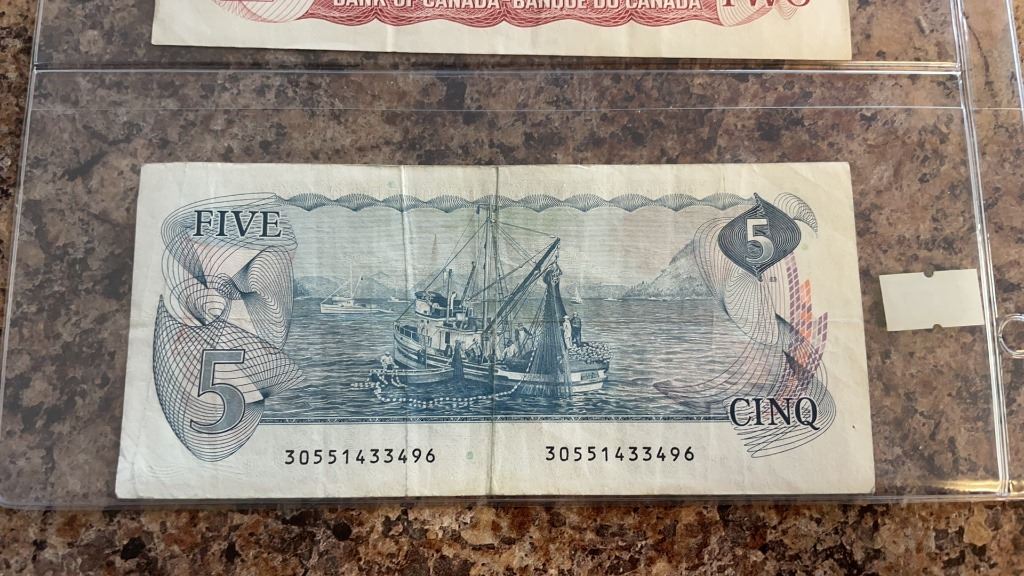 BANK OF CANADA - BANQUE DU CANADA TWO
FIVE 5
5 CINQ
30551433496 30551433496